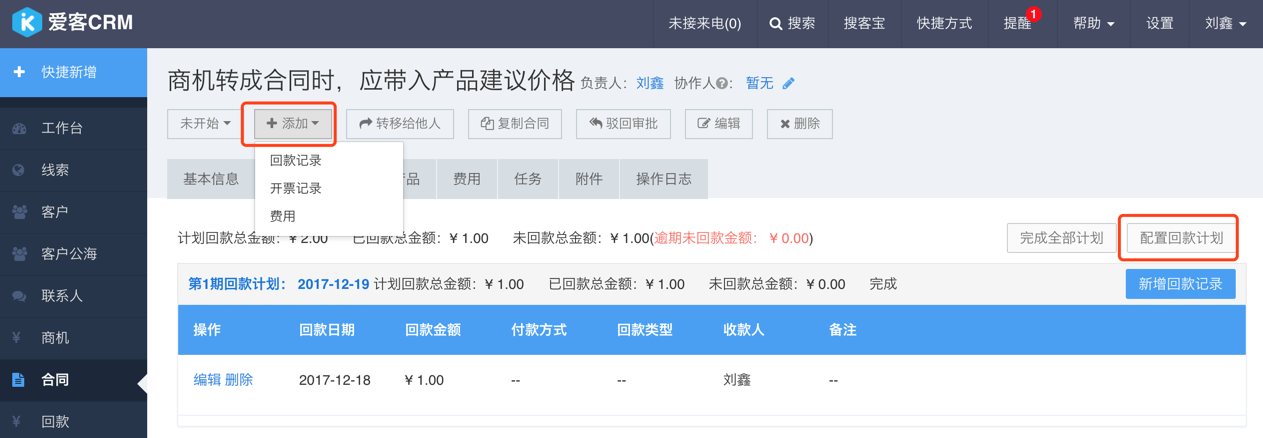 爱客CRM
未接来电(0)
搜索
搜客宝
快捷方式
提醒
1
帮助
设置
刘鑫
快捷新增
工作台
线索
客户
客户公海
联系人
商机
合同
回款
商机转成合同时，应带入产品建议价格 负责人： 刘鑫 协作人?： 暂无
未开始
添加
转移给他人
复制合同
驳回审批
编辑
删除
回款记录
开票记录
费用
基本信息
品
费用
任务
附件
操作日志
计划回款总金额：¥ 2.00 已回款总金额：¥ 1.00 未回款总金额：¥ 1.00(逾期未回款金额： ¥ 0.00)
完成全部计划
配置回款计划
第1期回款计划： 2017-12-19 计划回款总金额：¥ 1.00 已回款总金额：¥ 1.00 未回款总金额：¥ 0.00 完成
新增回款记录
操作 回款日期 回款金额 付款方式 回款类型 收款人 备注
编辑 删除 2017-12-18 ¥ 1.00 -- -- 刘鑫 --